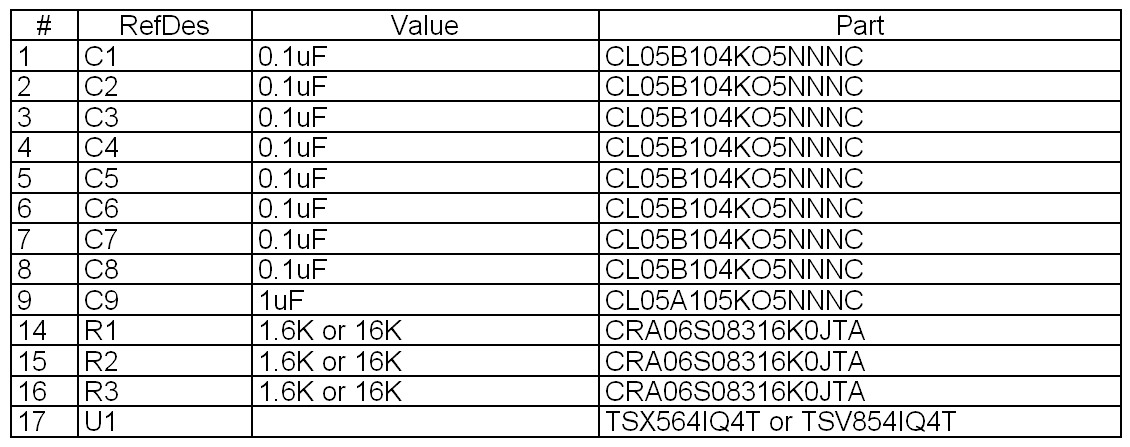 # RefDes Value Part
1 C1 0.1uF CL05B104KO5NNNC
2 C2 0.1uF CL05B104KO5NNNC
3 C3 0.1uF CL05B104KO5NNNC
4 C4 0.1uF CL05B104KO5NNNC
5 C5 0.1uF CL05B104KO5NNNC
6 C6 0.1uF CL05B104KO5NNNC
7 C7 0.1uF CL05B104KO5NNNC
8 C8 0.1uF CL05B104KO5NNNC
9 C9 1uF CL05A105KO5NNNC
14 R1 1.6K or 16K CRA06S08316K0JTA
15 R2 1.6K or 16K CRA06S08316K0JTA
16 R3 1.6K or 16K CRA06S08316K0JTA
17 U1 TSX564IQ4T or TSV854IQ4T